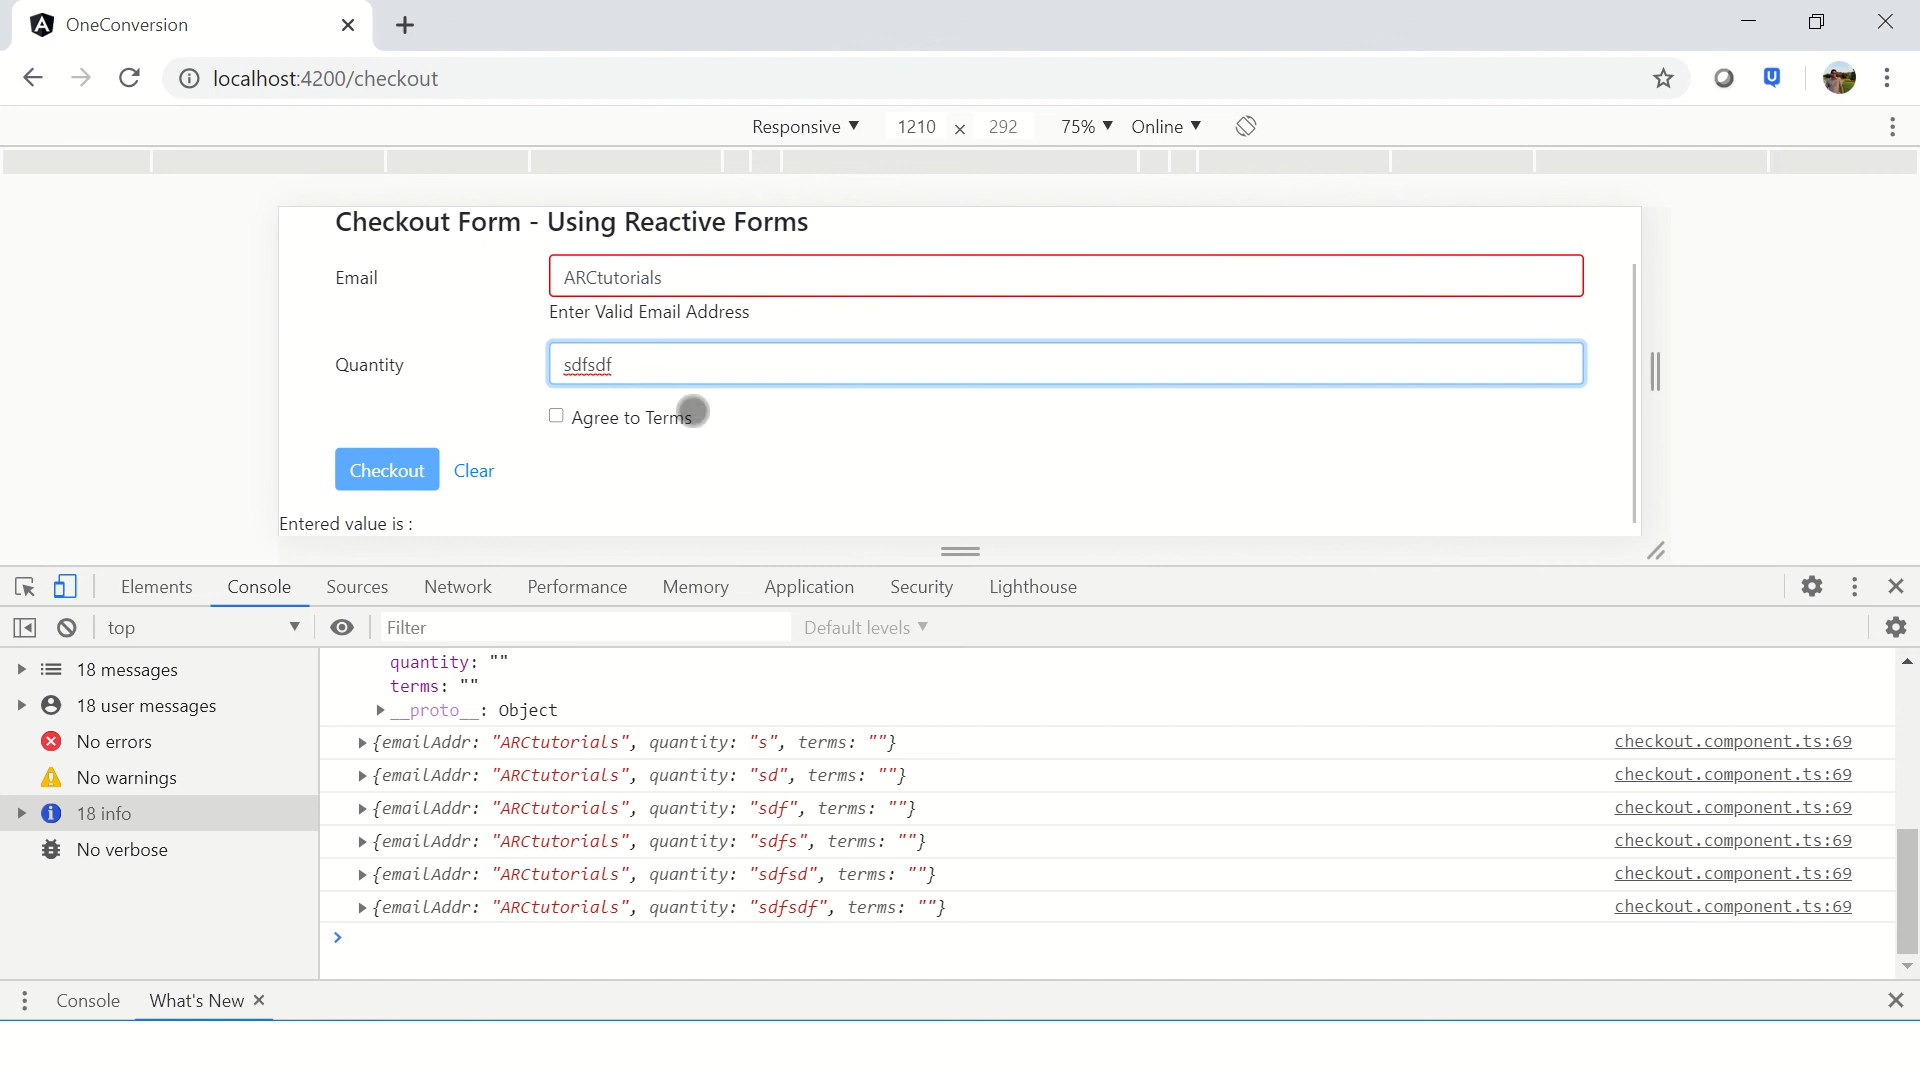 OneConversion
localhost:4200/checkout
Responsive 1210 × 292 75% Online
Checkout Form - Using Reactive Forms
Email ARCtutorials
Enter Valid Email Address
Quantity sdfsdf
Agree to Terms
Checkout Clear
Entered value is :
Elements Console Sources Network Performance Memory Application Security Lighthouse
top Filter Default levels
18 messages
18 user messages
No errors
No warnings
18 info
No verbose
quantity: ""
terms: ""
__proto__: Object
{emailAddr: "ARCtutorials", quantity: "s", terms: ""} checkout.component.ts:69
{emailAddr: "ARCtutorials", quantity: "sd", terms: ""} checkout.component.ts:69
{emailAddr: "ARCtutorials", quantity: "sdf", terms: ""} checkout.component.ts:69
{emailAddr: "ARCtutorials", quantity: "sdfs", terms: ""} checkout.component.ts:69
{emailAddr: "ARCtutorials", quantity: "sdfsd", terms: ""} checkout.component.ts:69
{emailAddr: "ARCtutorials", quantity: "sdfsdf", terms: ""} checkout.component.ts:69
Console What's New